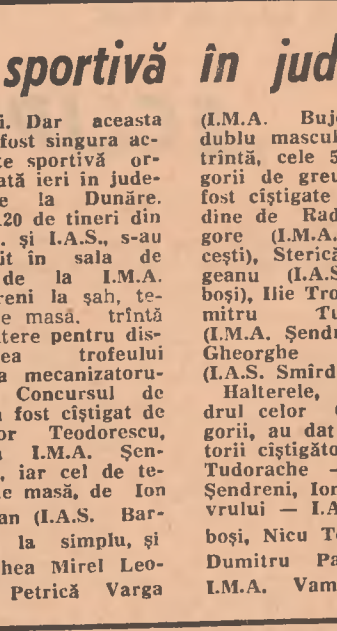 sportivă în jud
i. Dar aceasta
fost singura ac-
te sportivă or-
ată ieri în jude-
e la Dunăre.
20 de tineri din
. și I.A.S., s-au
it în sala de
de la I.M.A.
reni la șah, te-
e masă, trîntă
tere pentru dis-
ea trofeului
a mecanizatoru-
Concursul de
a fost cîștigat de
or Teodorescu,
I.M.A. Șen-
, iar cel de te-
e masă, de Ion
an (I.A.S. Bar-
la simplu, și
hea Mirel Leo-
Petrică Varga
(I.M.A. Buj
dublu mascul
trîntă, cele 5
gorii de greu
fost cîștigate
dine de Rad
gore (I.M.A.
cești), Sterică
geanu (I.A.S
boși), Ilie Tro
mitru Tu
(I.M.A. Șendr
Gheorghe
(I.A.S. Smîrd
Halterele,
drul celor
gorii, au dat
torii cîștigăto
Tudorache —
Șendreni, Ion
vrului — I.A
boși, Nicu T
Dumitru Pa
I.M.A. Vam